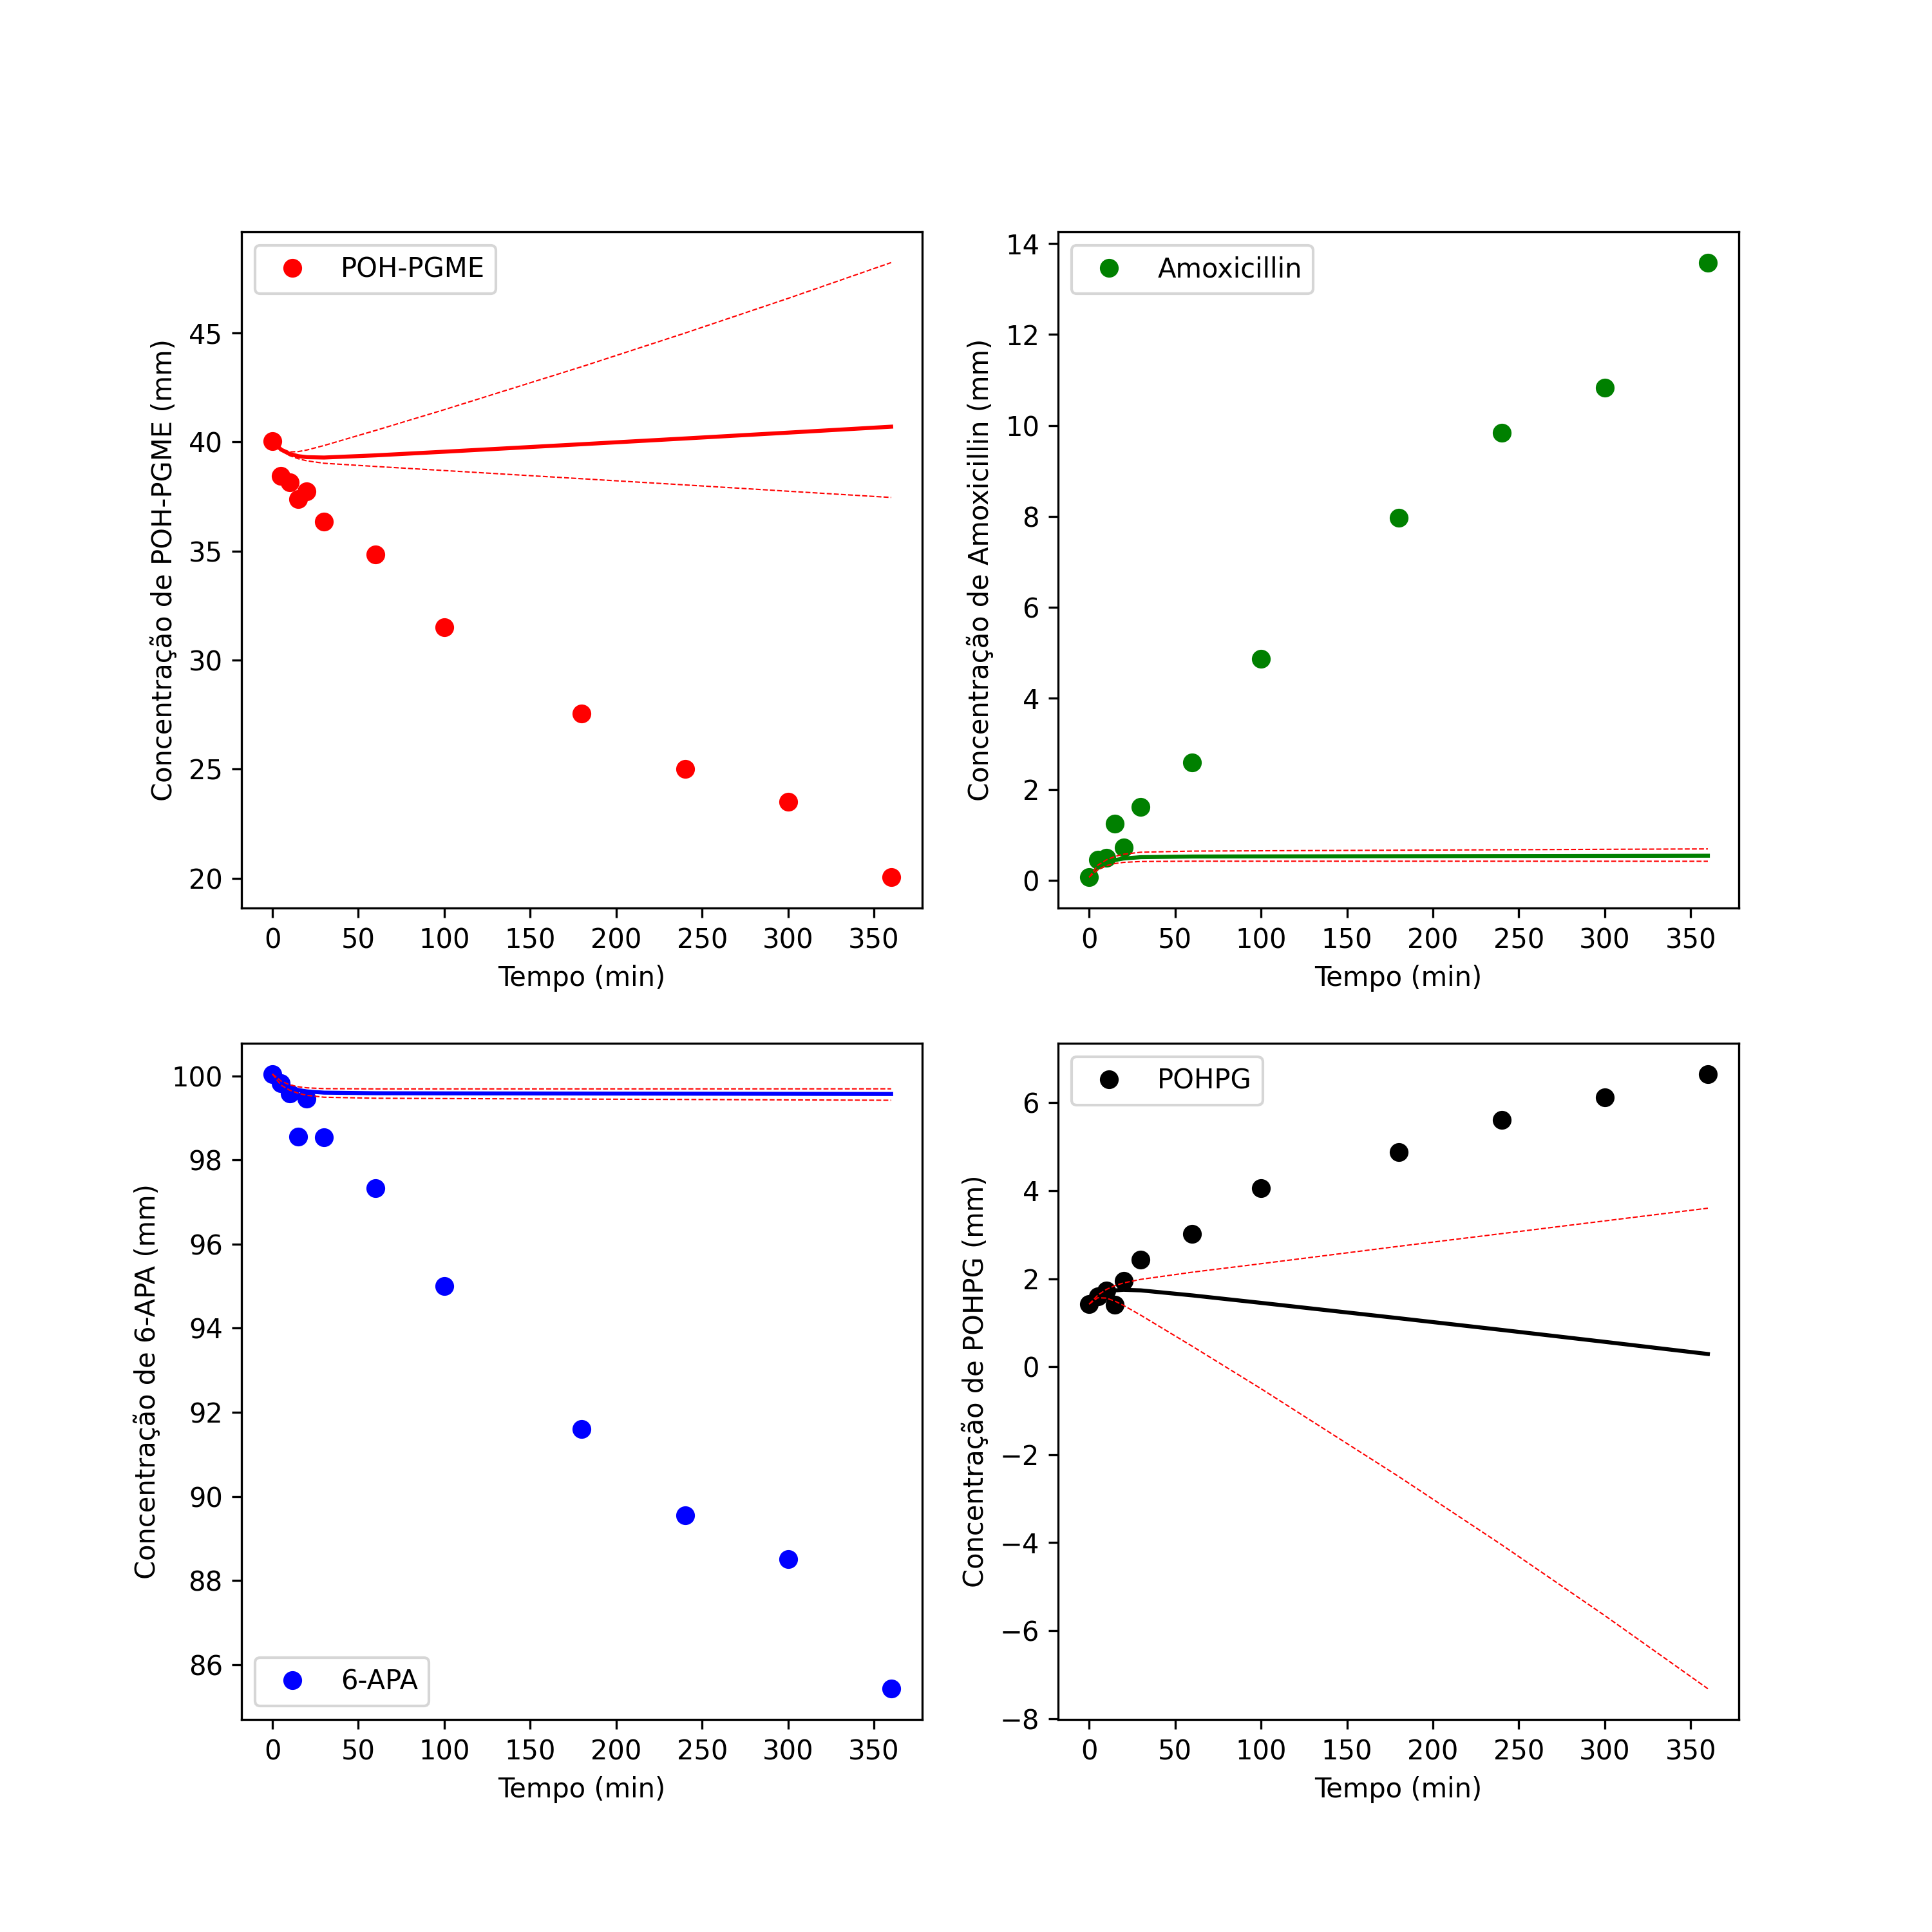 POH-PGME
Concentração de POH-PGME (mm)
45
40
35
30
25
20
0 50 100 150 200 250 300 350
Tempo (min)
Amoxicillin
Concentração de Amoxicillin (mm)
14
12
10
8
6
4
2
0
0 50 100 150 200 250 300 350
Tempo (min)
6-APA
Concentração de 6-APA (mm)
100
98
96
94
92
90
88
86
0 50 100 150 200 250 300 350
Tempo (min)
POHPG
Concentração de POHPG (mm)
6
4
2
0
−2
−4
−6
−8
0 50 100 150 200 250 300 350
Tempo (min)